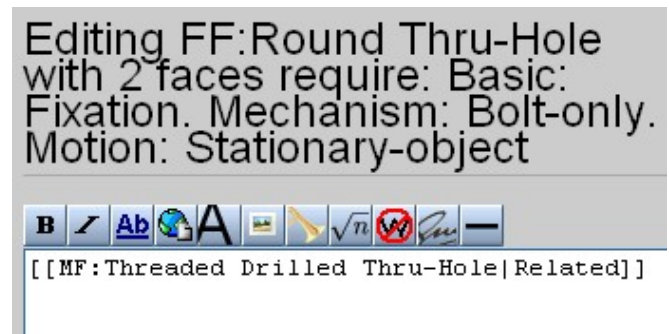 Editing FF:Round Thru-Hole
with 2 faces require: Basic:
Fixation. Mechanism: Bolt-only.
Motion: Stationary-object
B I Ab A √n W
[[MF:Threaded Drilled Thru-Hole|Related]]